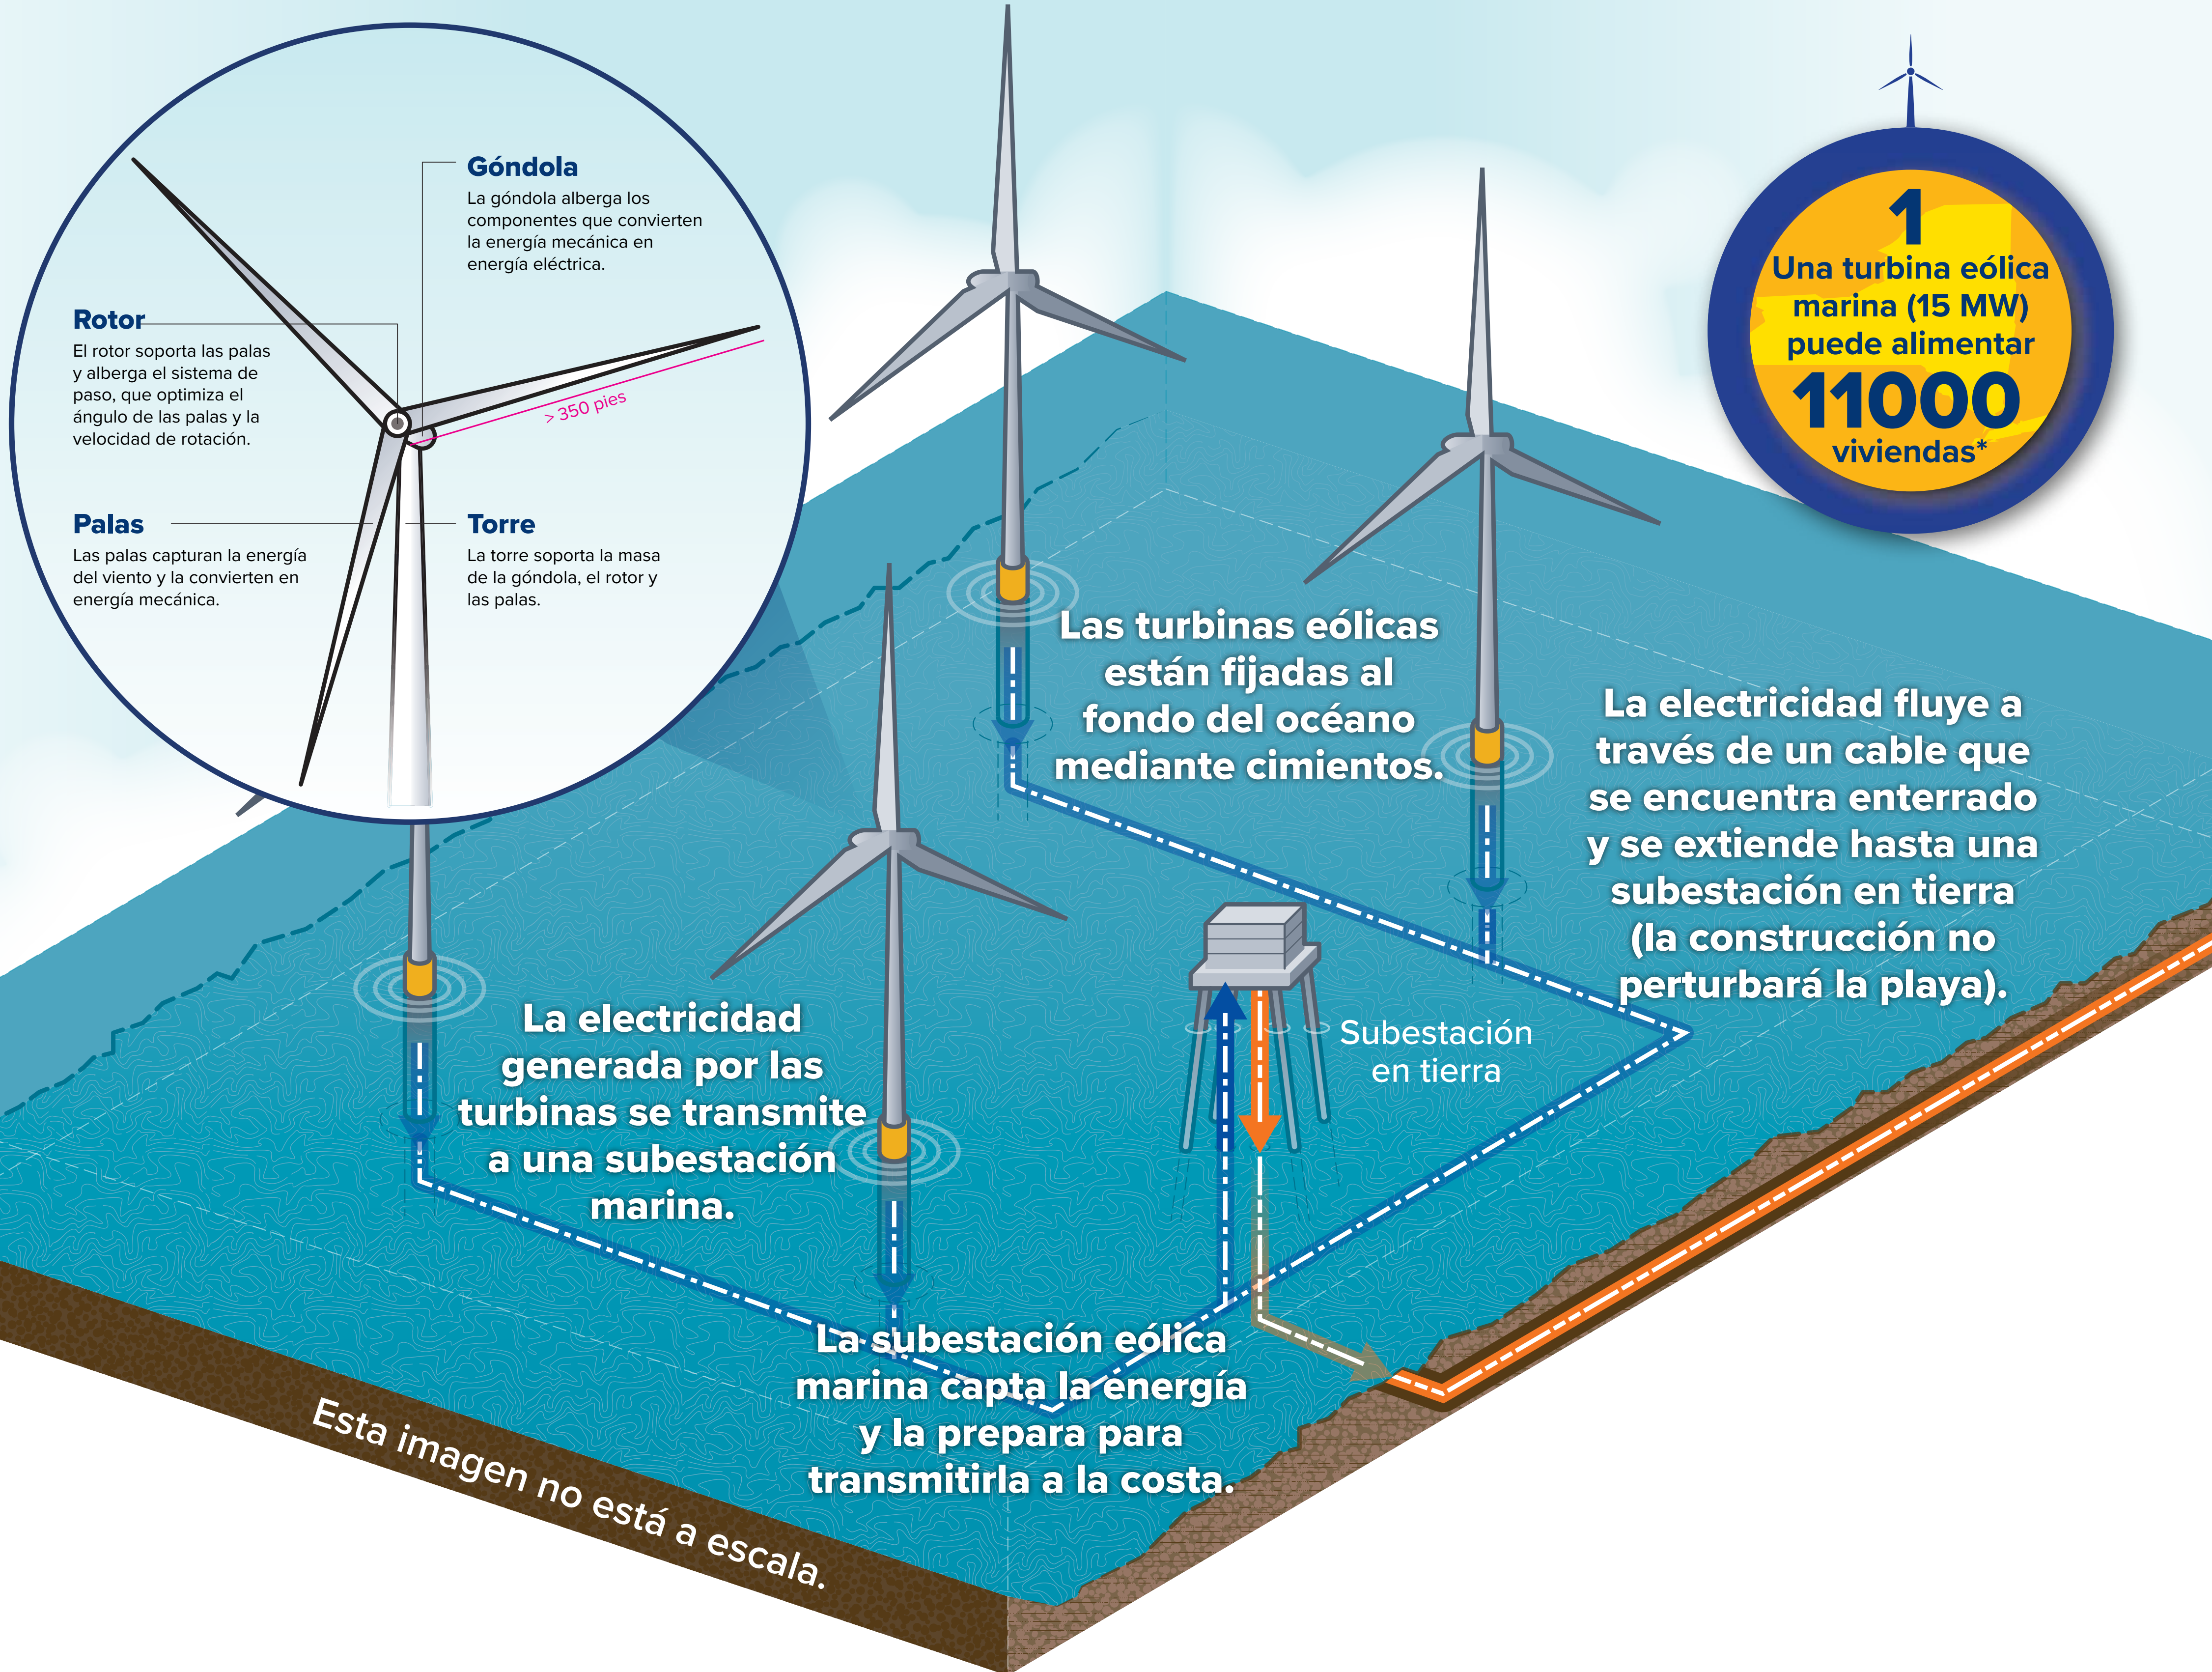 Góndola
La góndola alberga los
componentes que convierten
la energía mecánica en
energía eléctrica.
Rotor
El rotor soporta las palas
y alberga el sistema de
paso, que optimiza el
ángulo de las palas y la
velocidad de rotación.
> 350 pies
Palas
Las palas capturan la energía
del viento y la convierten en
energía mecánica.
Torre
La torre soporta la masa
de la góndola, el rotor y
las palas.
1
Una turbina eólica
marina (15 MW)
puede alimentar
11000
viviendas*
Las turbinas eólicas
están fijadas al
fondo del océano
mediante cimientos.
La electricidad fluye a
través de un cable que
se encuentra enterrado
y se extiende hasta una
subestación en tierra
(la construcción no
perturbará la playa).
La electricidad
generada por las
turbinas se transmite
a una subestación
marina.
Subestación
en tierra
La subestación eólica
marina capta la energía
y la prepara para
transmitirla a la costa.
Esta imagen no está a escala.